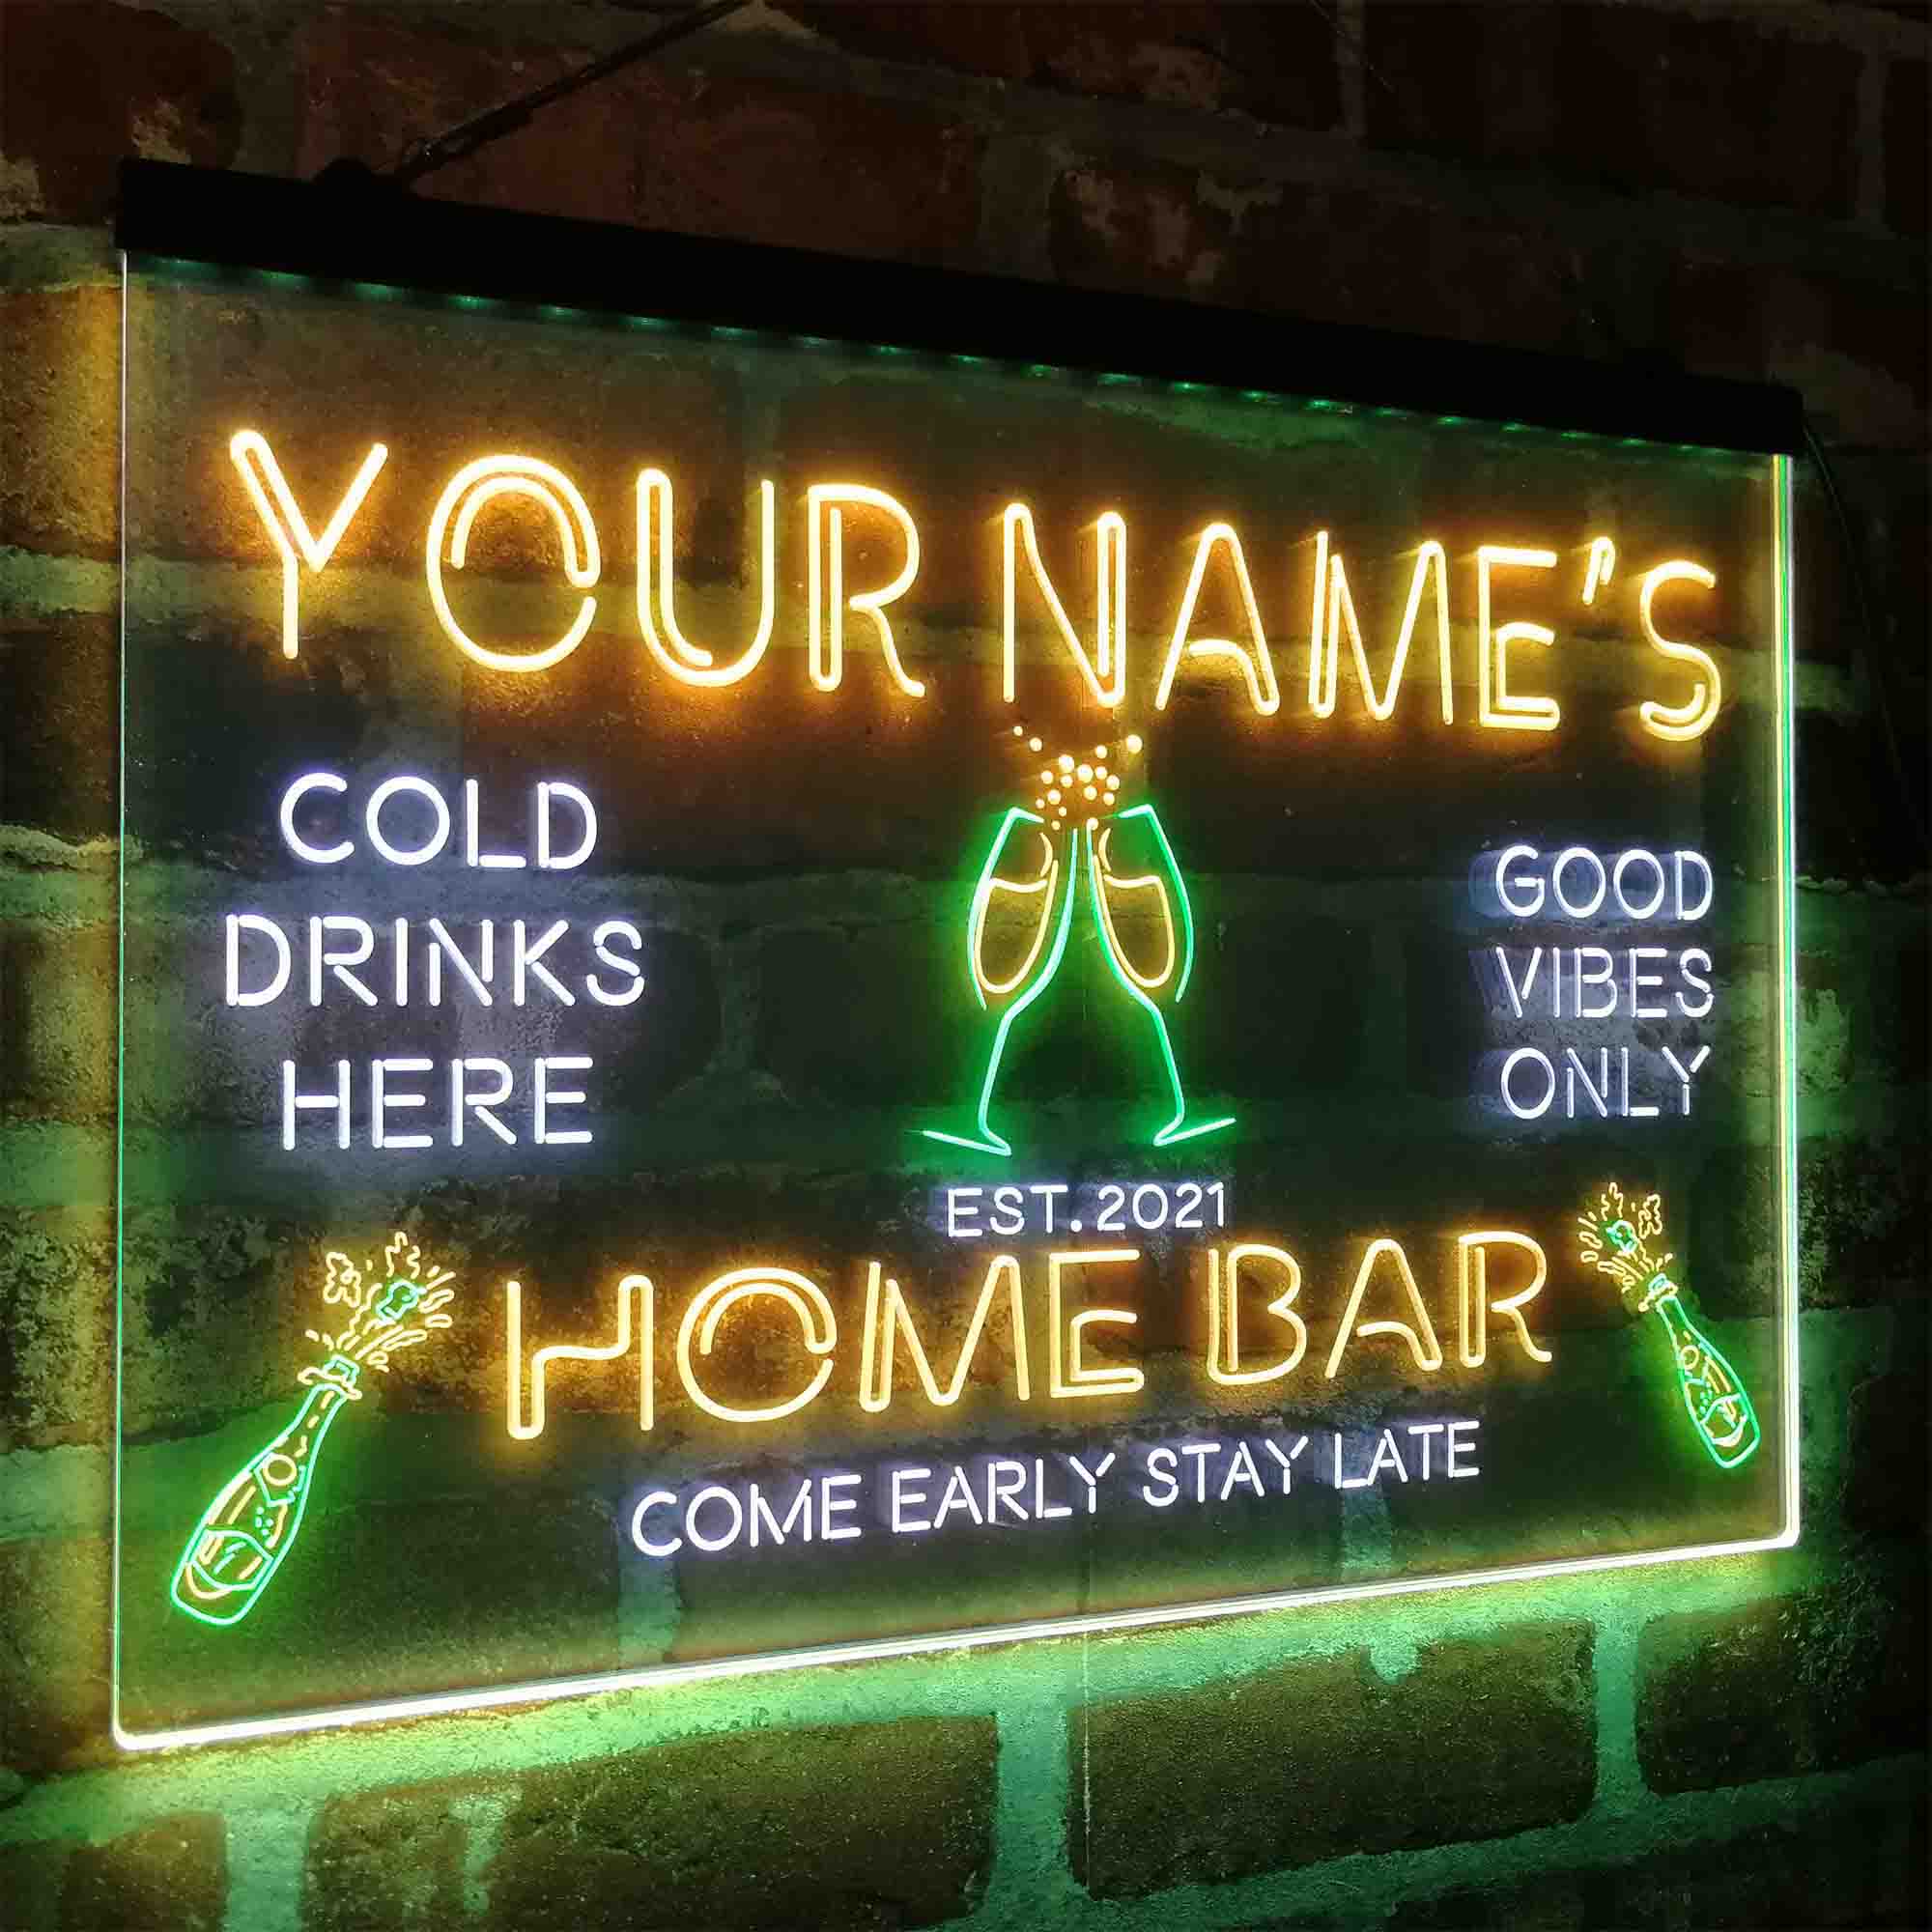 YOUR NAME'S
COLD
DRINKS
HERE
GOOD
VIBES
ONLY
EST. 2021
HOME BAR
COME EARLY STAY LATE